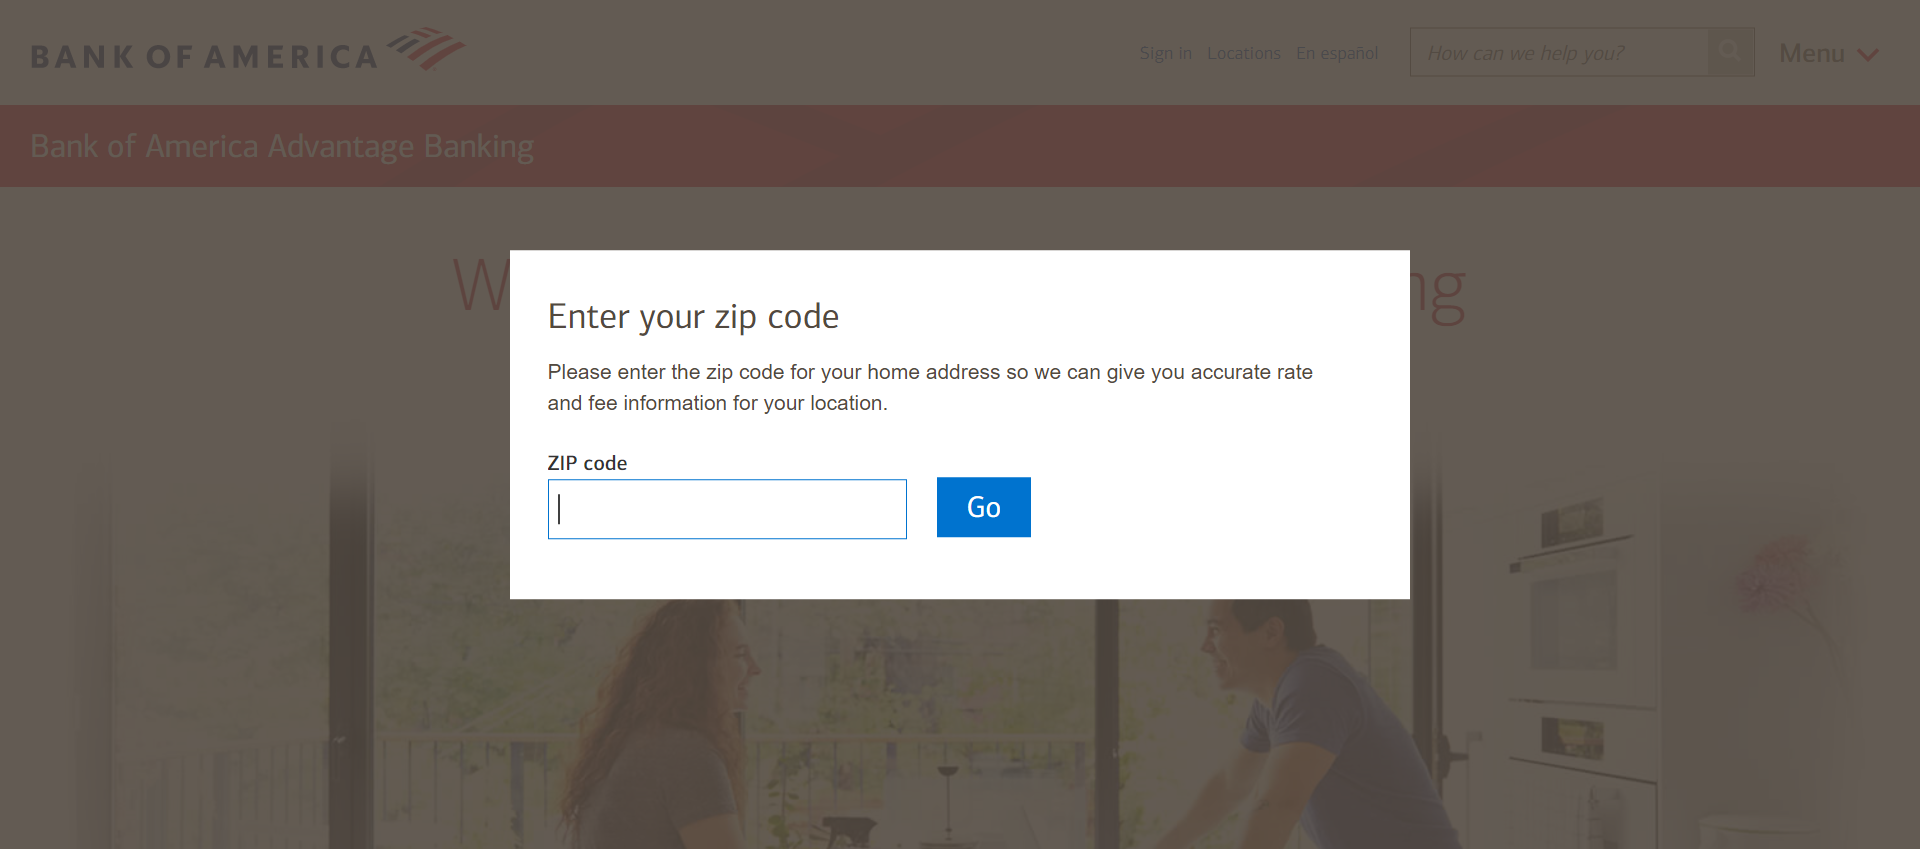 BANK OF AMERICA
Sign In Locations En español
How can we help you?
Menu
Bank of America Advantage Banking
W ng
Enter your zip code
Please enter the zip code for your home address so we can give you accurate rate
and fee information for your location.
ZIP code
Go